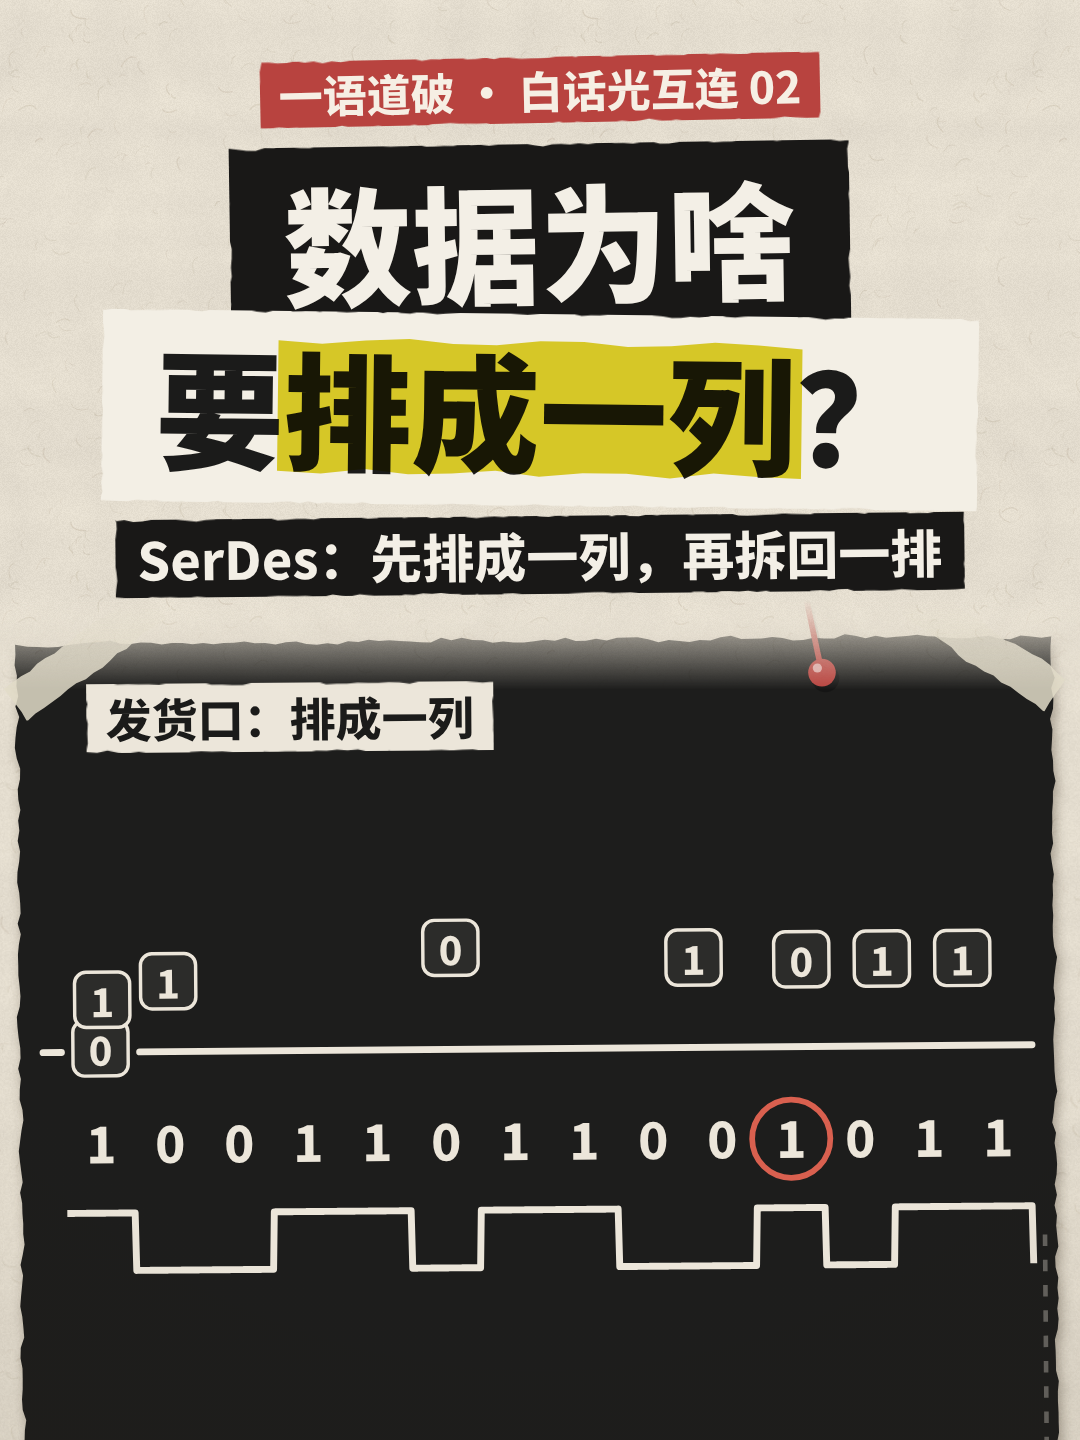 一语道破 · 白话光互连 02
数据为啥
要排成一列？
SerDes：先排成一列，再拆回一排
发货口：排成一列
1 1 0 1 0 1 1
0
1 0 0 1 1 0 1 1 0 0 1 0 1 1